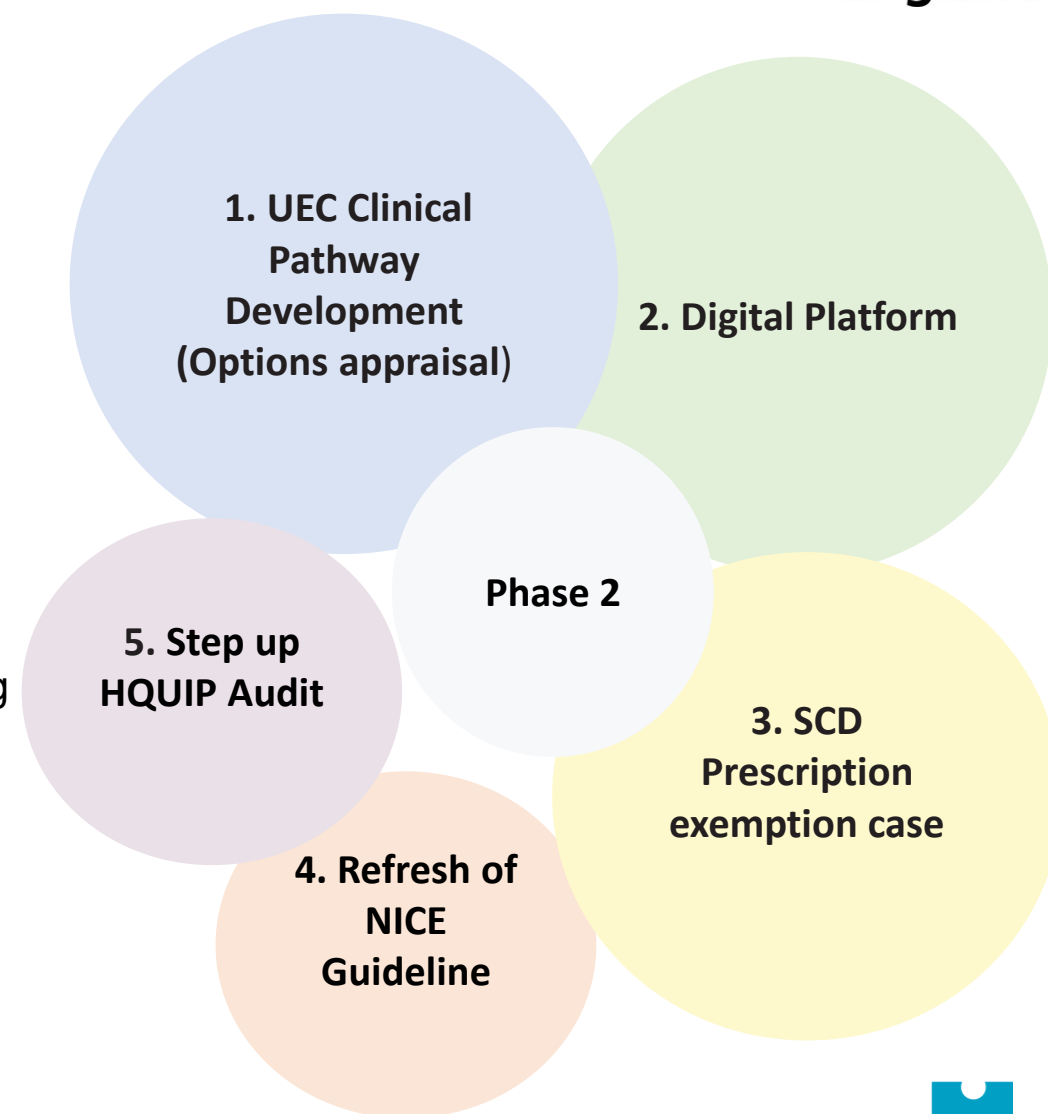 1. UEC Clinical
Pathway
Development
(Options appraisal)
2. Digital Platform
Phase 2
5. Step up
HQUIP Audit
3. SCD
Prescription
exemption case
4. Refresh of
NICE
Guideline